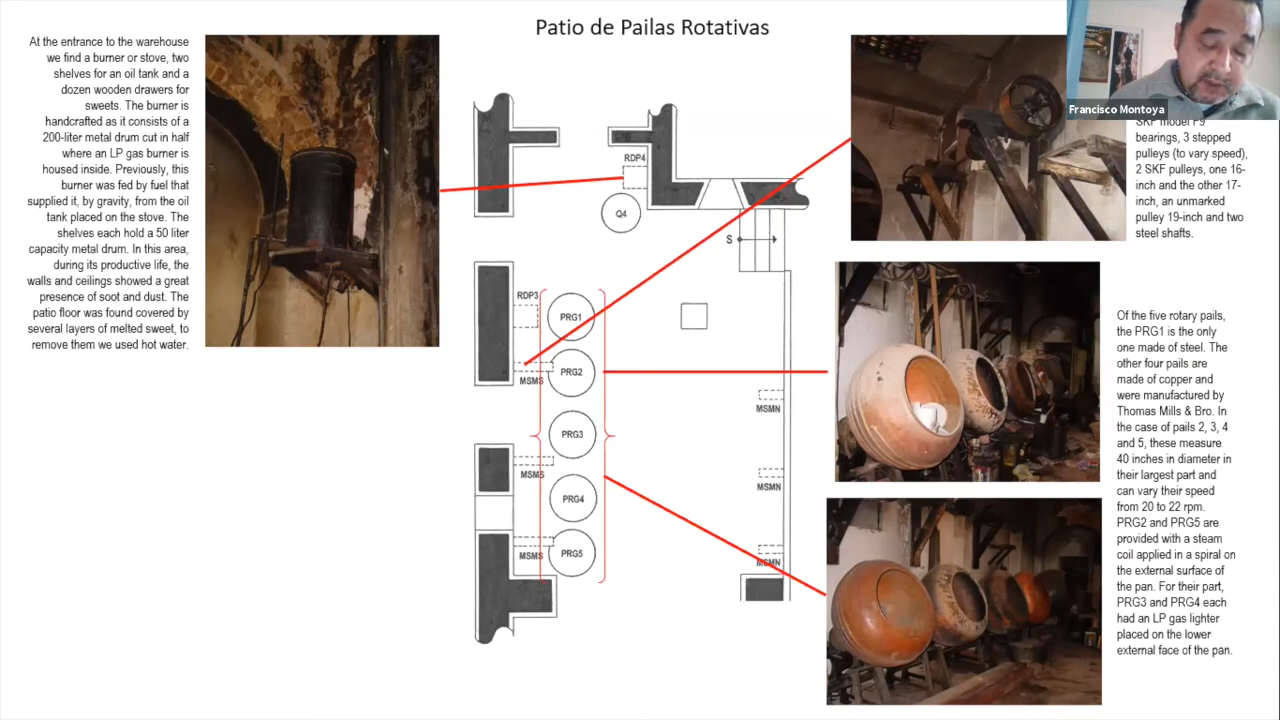 Patio de Pailas Rotativas
At the entrance to the warehouse
we find a burner or stove, two
shelves for an oil tank and a
dozen wooden drawers for
sweets. The burner is
handcrafted as it consists of a
200-liter metal drum cut in half
where an LP gas burner is
housed inside. Previously, this
burner was fed by fuel that
supplied it, by gravity, from the oil
tank placed on the stove. The
shelves each hold a 50 liter
capacity metal drum. In this area,
during its productive life, the
walls and ceilings showed a great
presence of soot and dust. The
patio floor was found covered by
several layers of melted sweet, to
remove them we used hot water.
RDP4
Q4
S
RDP3
PRG1
PRG2
MSMS
MSMN
PRG3
MSMS
MSMN
PRG4
MSMS
PRG5
MSMN
Francisco Montoya
SKF model F9
bearings, 3 stepped
pulleys (to vary speed),
2 SKF pulleys, one 16-
inch and the other 17-
inch, an unmarked
pulley 19-inch and two
steel shafts.
Of the five rotary pails,
the PRG1 is the only
one made of steel. The
other four pails are
made of copper and
were manufactured by
Thomas Mills & Bro. In
the case of pails 2, 3, 4
and 5, these measure
40 inches in diameter in
their largest part and
can vary their speed
from 20 to 22 rpm.
PRG2 and PRG5 are
provided with a steam
coil applied in a spiral on
the external surface of
the pan. For their part,
PRG3 and PRG4 each
had an LP gas lighter
placed on the lower
external face of the pan.